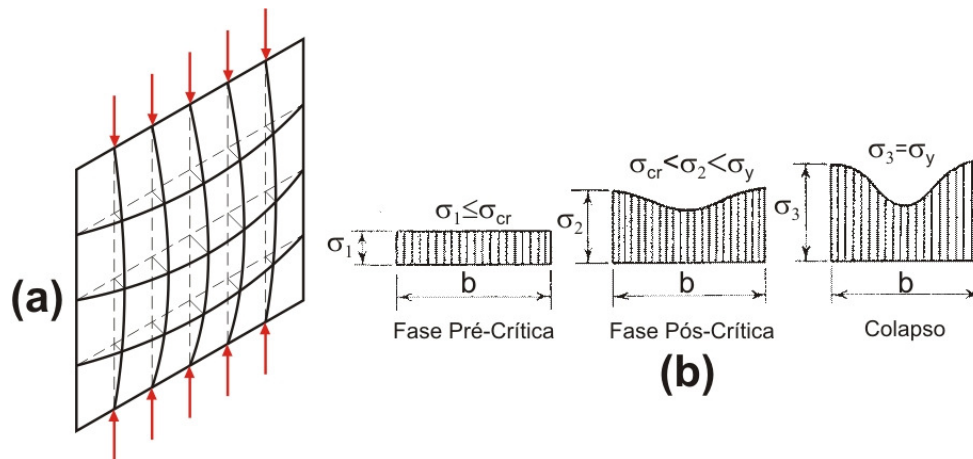 (a)
σ₁≤σcr
σ₁
b
Fase Pré-Crítica
σcr<σ₂<σy
σ₂
b
Fase Pós-Crítica
σ₃=σy
σ₃
b
Colapso
(b)